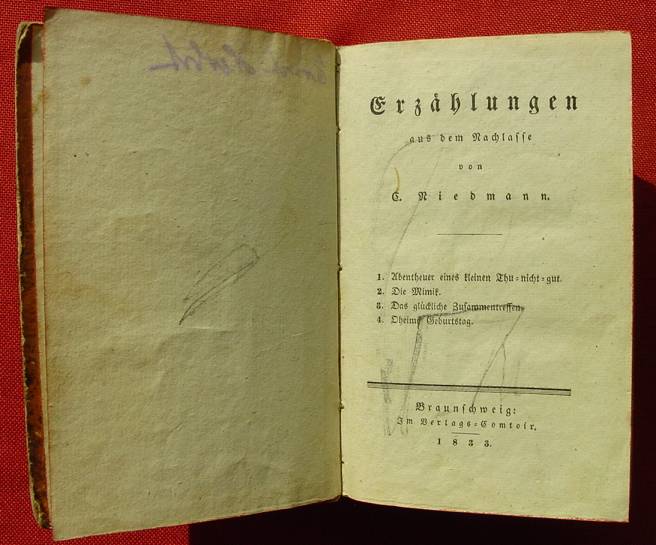 Erzählungen
aus dem Nachlasse
von
C. Niedmann.
1. Abentheuer eines kleinen Thu-nicht-gut.
2. Die Mimik.
3. Das glückliche Zusammentreffen.
4. Oheims Geburtstag.
Braunschweig:
Im Verlags-Comtoir.
1833.